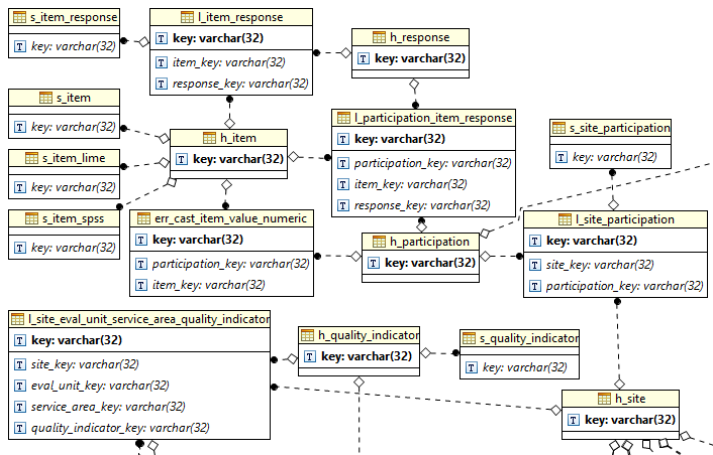 s_item_response
key: varchar(32)
l_item_response
key: varchar(32)
item_key: varchar(32)
response_key: varchar(32)
h_response
key: varchar(32)
s_item
key: varchar(32)
s_item_lime
key: varchar(32)
s_item_spss
key: varchar(32)
h_item
key: varchar(32)
l_participation_item_response
key: varchar(32)
participation_key: varchar(32)
item_key: varchar(32)
response_key: varchar(32)
s_site_participation
key: varchar(32)
err_cast_item_value_numeric
key: varchar(32)
participation_key: varchar(32)
item_key: varchar(32)
h_participation
key: varchar(32)
l_site_participation
key: varchar(32)
site_key: varchar(32)
participation_key: varchar(32)
l_site_eval_unit_service_area_quality_indicator
key: varchar(32)
site_key: varchar(32)
eval_unit_key: varchar(32)
service_area_key: varchar(32)
quality_indicator_key: varchar(32)
h_quality_indicator
key: varchar(32)
s_quality_indicator
key: varchar(32)
h_site
key: varchar(32)